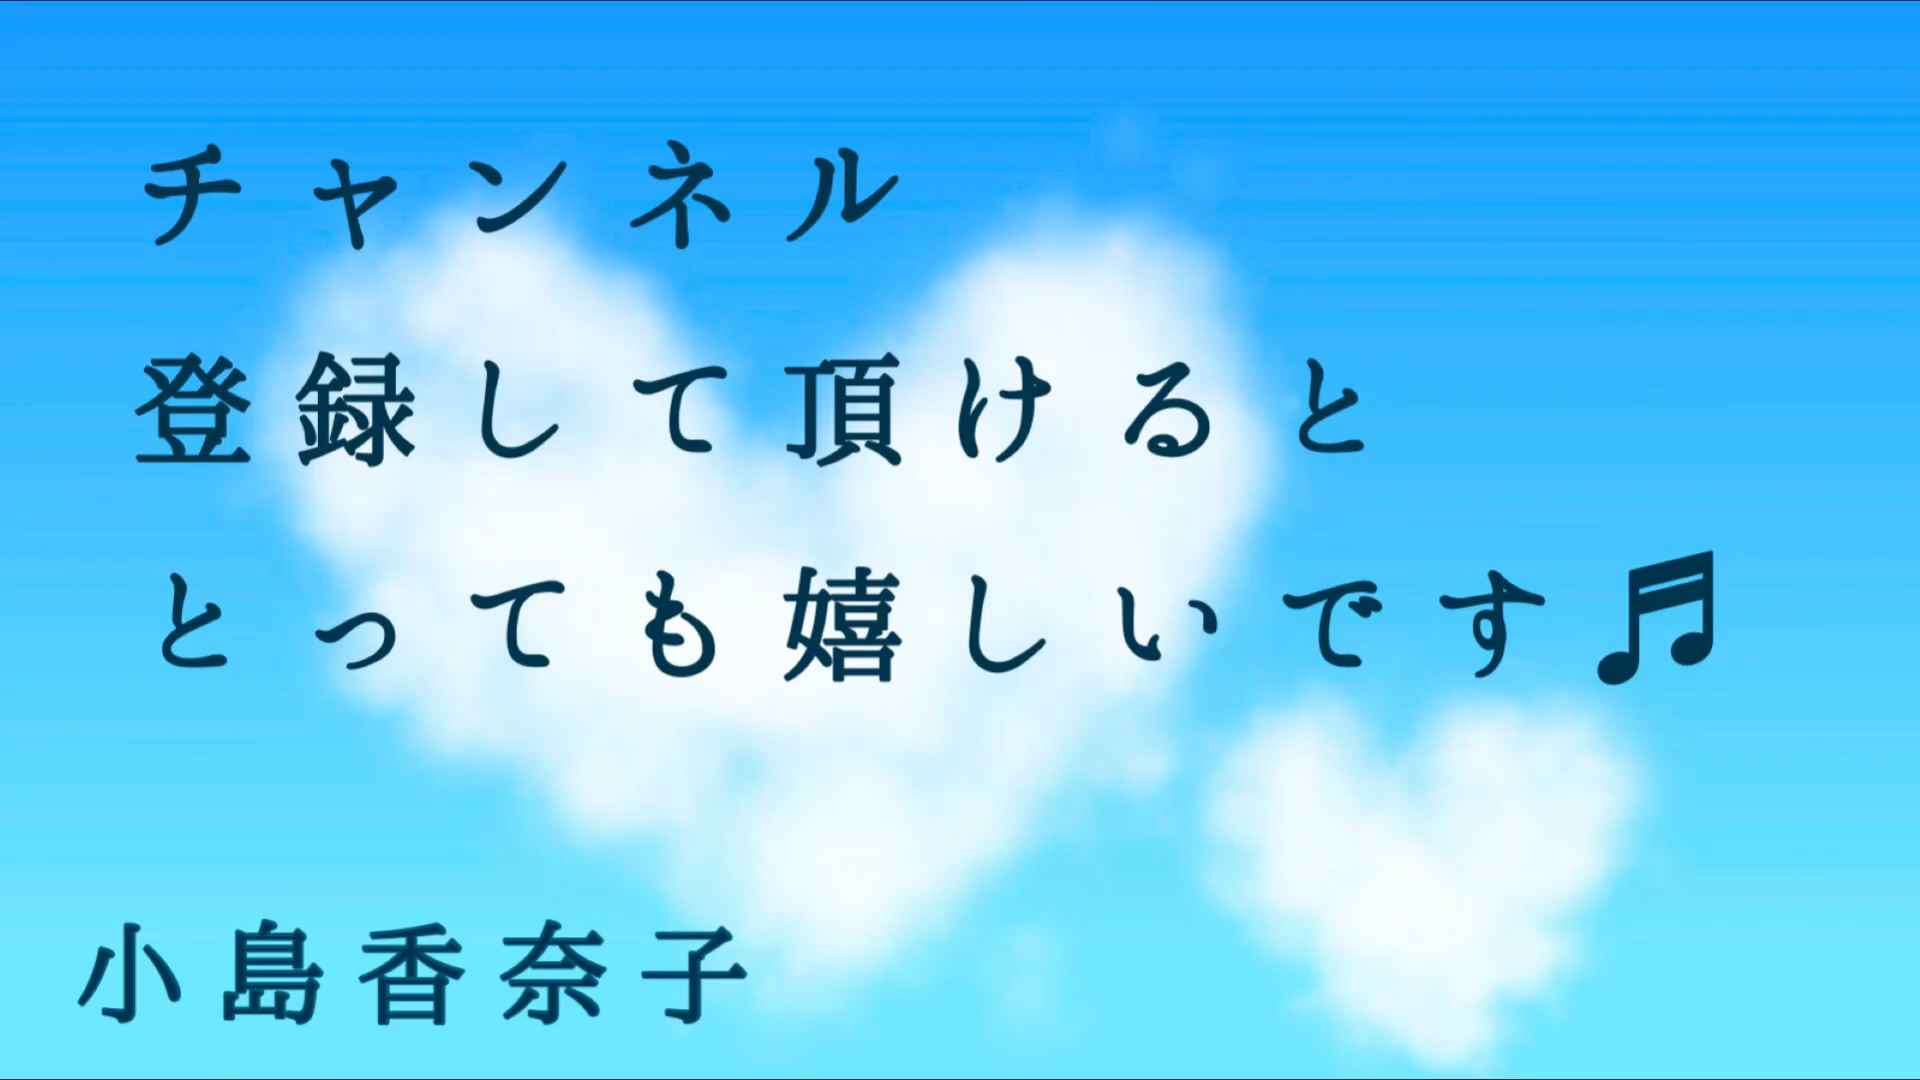 チャンネル
登録して頂けると
とっても嬉しいです♬
小島香奈子